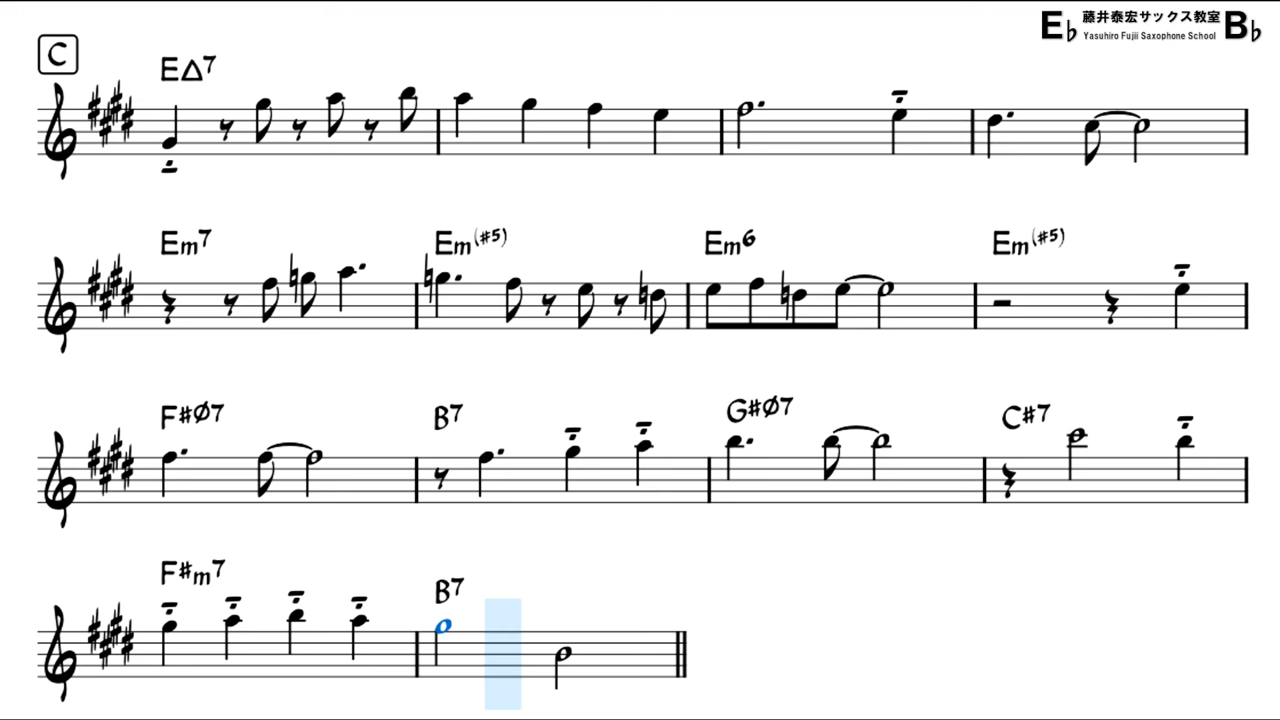 E♭ 藤井泰宏サックス教室 B♭
Yasuhiro Fujii Saxophone School
C
E△7
Em7 Em(#5) Em6 Em(#5)
F#Ø7 B7 G#Ø7 C#7
F#m7 B7